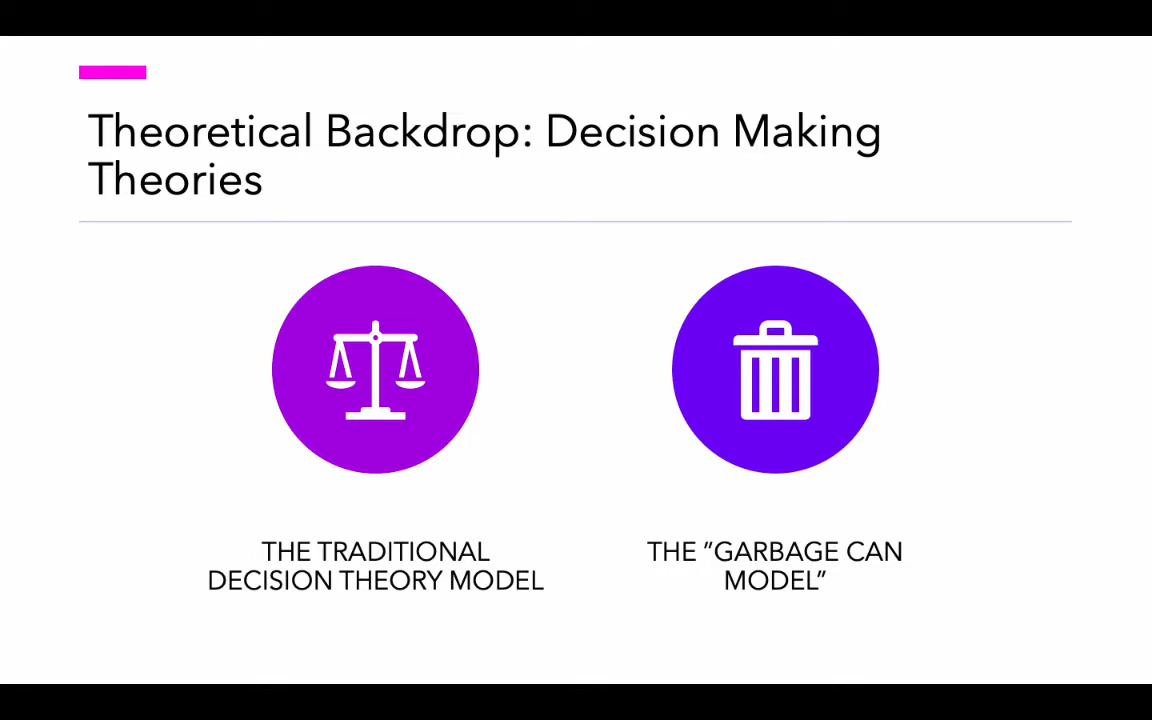 Theoretical Backdrop: Decision Making
Theories
THE TRADITIONAL
DECISION THEORY MODEL
THE ”GARBAGE CAN
MODEL”